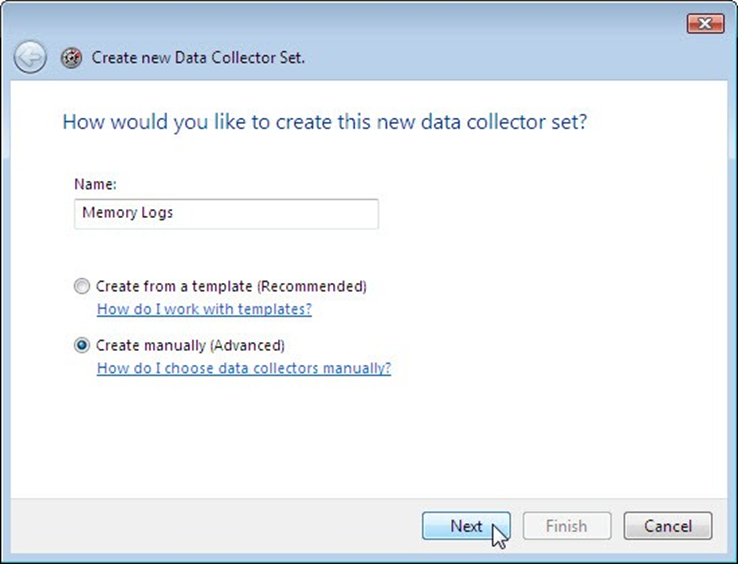 Create new Data Collector Set.
How would you like to create this new data collector set?
Name:
Memory Logs
Create from a template (Recommended)
How do I work with templates?
Create manually (Advanced)
How do I choose data collectors manually?
Next
Finish
Cancel